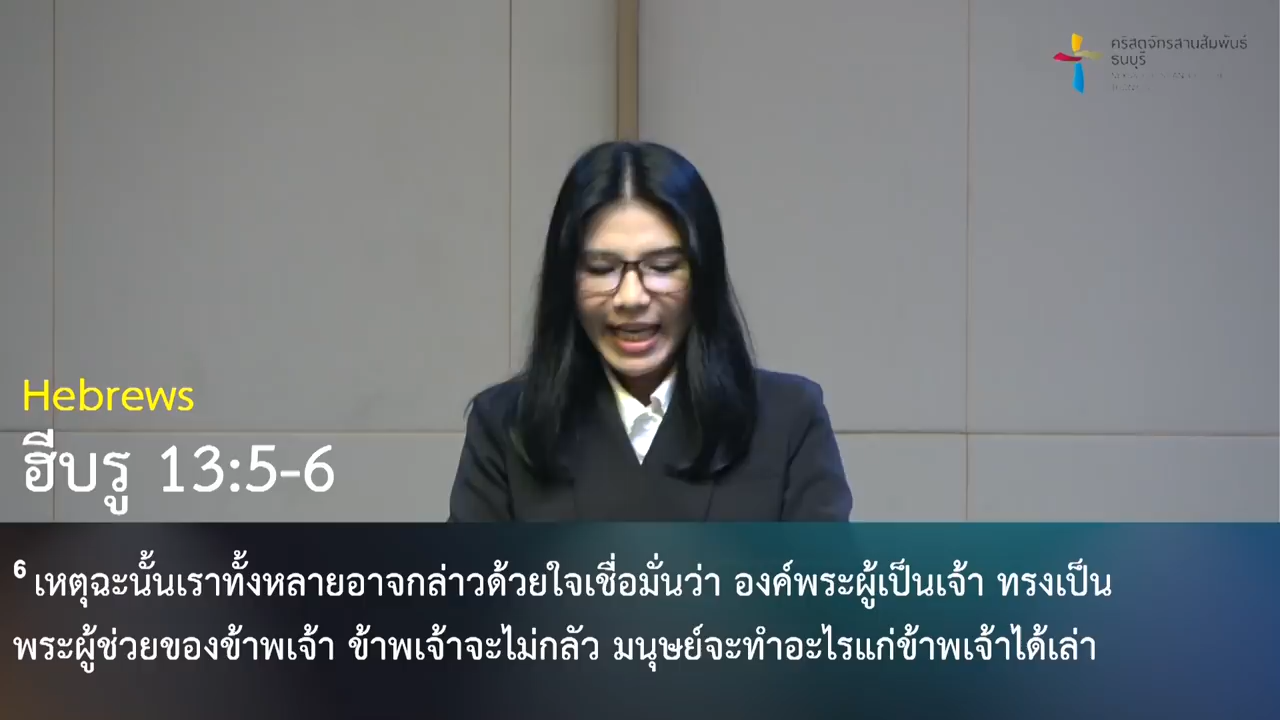 คริสตจักรสานสัมพันธ์
ธนบุรี
Hebrews
ฮีบรู 13:5-6
6 เหตุฉะนั้นเราทั้งหลายอาจกล่าวด้วยใจเชื่อมั่นว่า องค์พระผู้เป็นเจ้า ทรงเป็น
พระผู้ช่วยของข้าพเจ้า ข้าพเจ้าจะไม่กลัว มนุษย์จะทำอะไรแก่ข้าพเจ้าได้เล่า